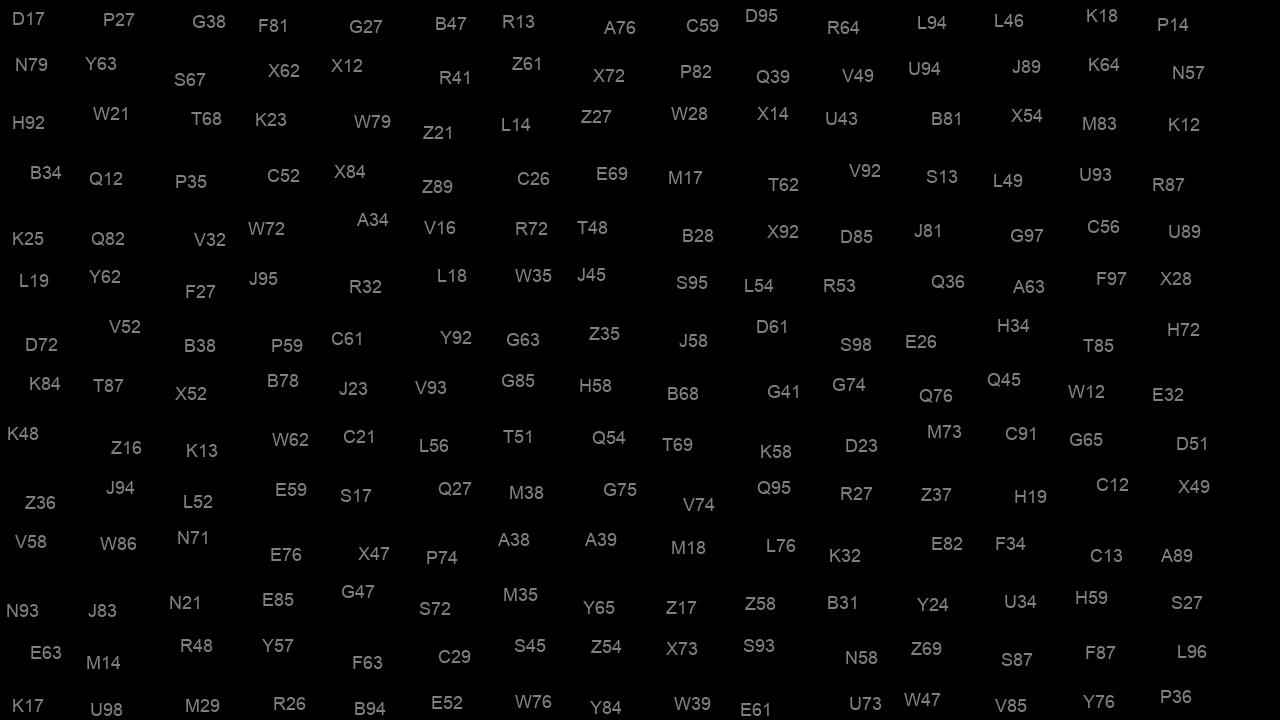 D17 P27 G38 F81 G27 B47 R13 A76 C59 D95 R64 L94 L46 K18 P14
N79 Y63 S67 X62 X12 R41 Z61 X72 P82 Q39 V49 U94 J89 K64 N57
H92 W21 T68 K23 W79 Z21 L14 Z27 W28 X14 U43 B81 X54 M83 K12
B34 Q12 P35 C52 X84 Z89 C26 E69 M17 T62 V92 S13 L49 U93 R87
K25 Q82 V32 W72 A34 V16 R72 T48 B28 X92 D85 J81 G97 C56 U89
L19 Y62 F27 J95 R32 L18 W35 J45 S95 L54 R53 Q36 A63 F97 X28
D72 V52 B38 P59 C61 Y92 G63 Z35 J58 D61 S98 E26 H34 T85 H72
K84 T87 X52 B78 J23 V93 G85 H58 B68 G41 G74 Q76 Q45 W12 E32
K48 Z16 K13 W62 C21 L56 T51 Q54 T69 K58 D23 M73 C91 G65 D51
Z36 J94 L52 E59 S17 Q27 M38 G75 V74 Q95 R27 Z37 H19 C12 X49
V58 W86 N71 E76 X47 P74 A38 A39 M18 L76 K32 E82 F34 C13 A89
N93 J83 N21 E85 G47 S72 M35 Y65 Z17 Z58 B31 Y24 U34 H59 S27
E63 M14 R48 Y57 F63 C29 S45 Z54 X73 S93 N58 Z69 S87 F87 L96
K17 U98 M29 R26 B94 E52 W76 Y84 W39 E61 U73 W47 V85 Y76 P36